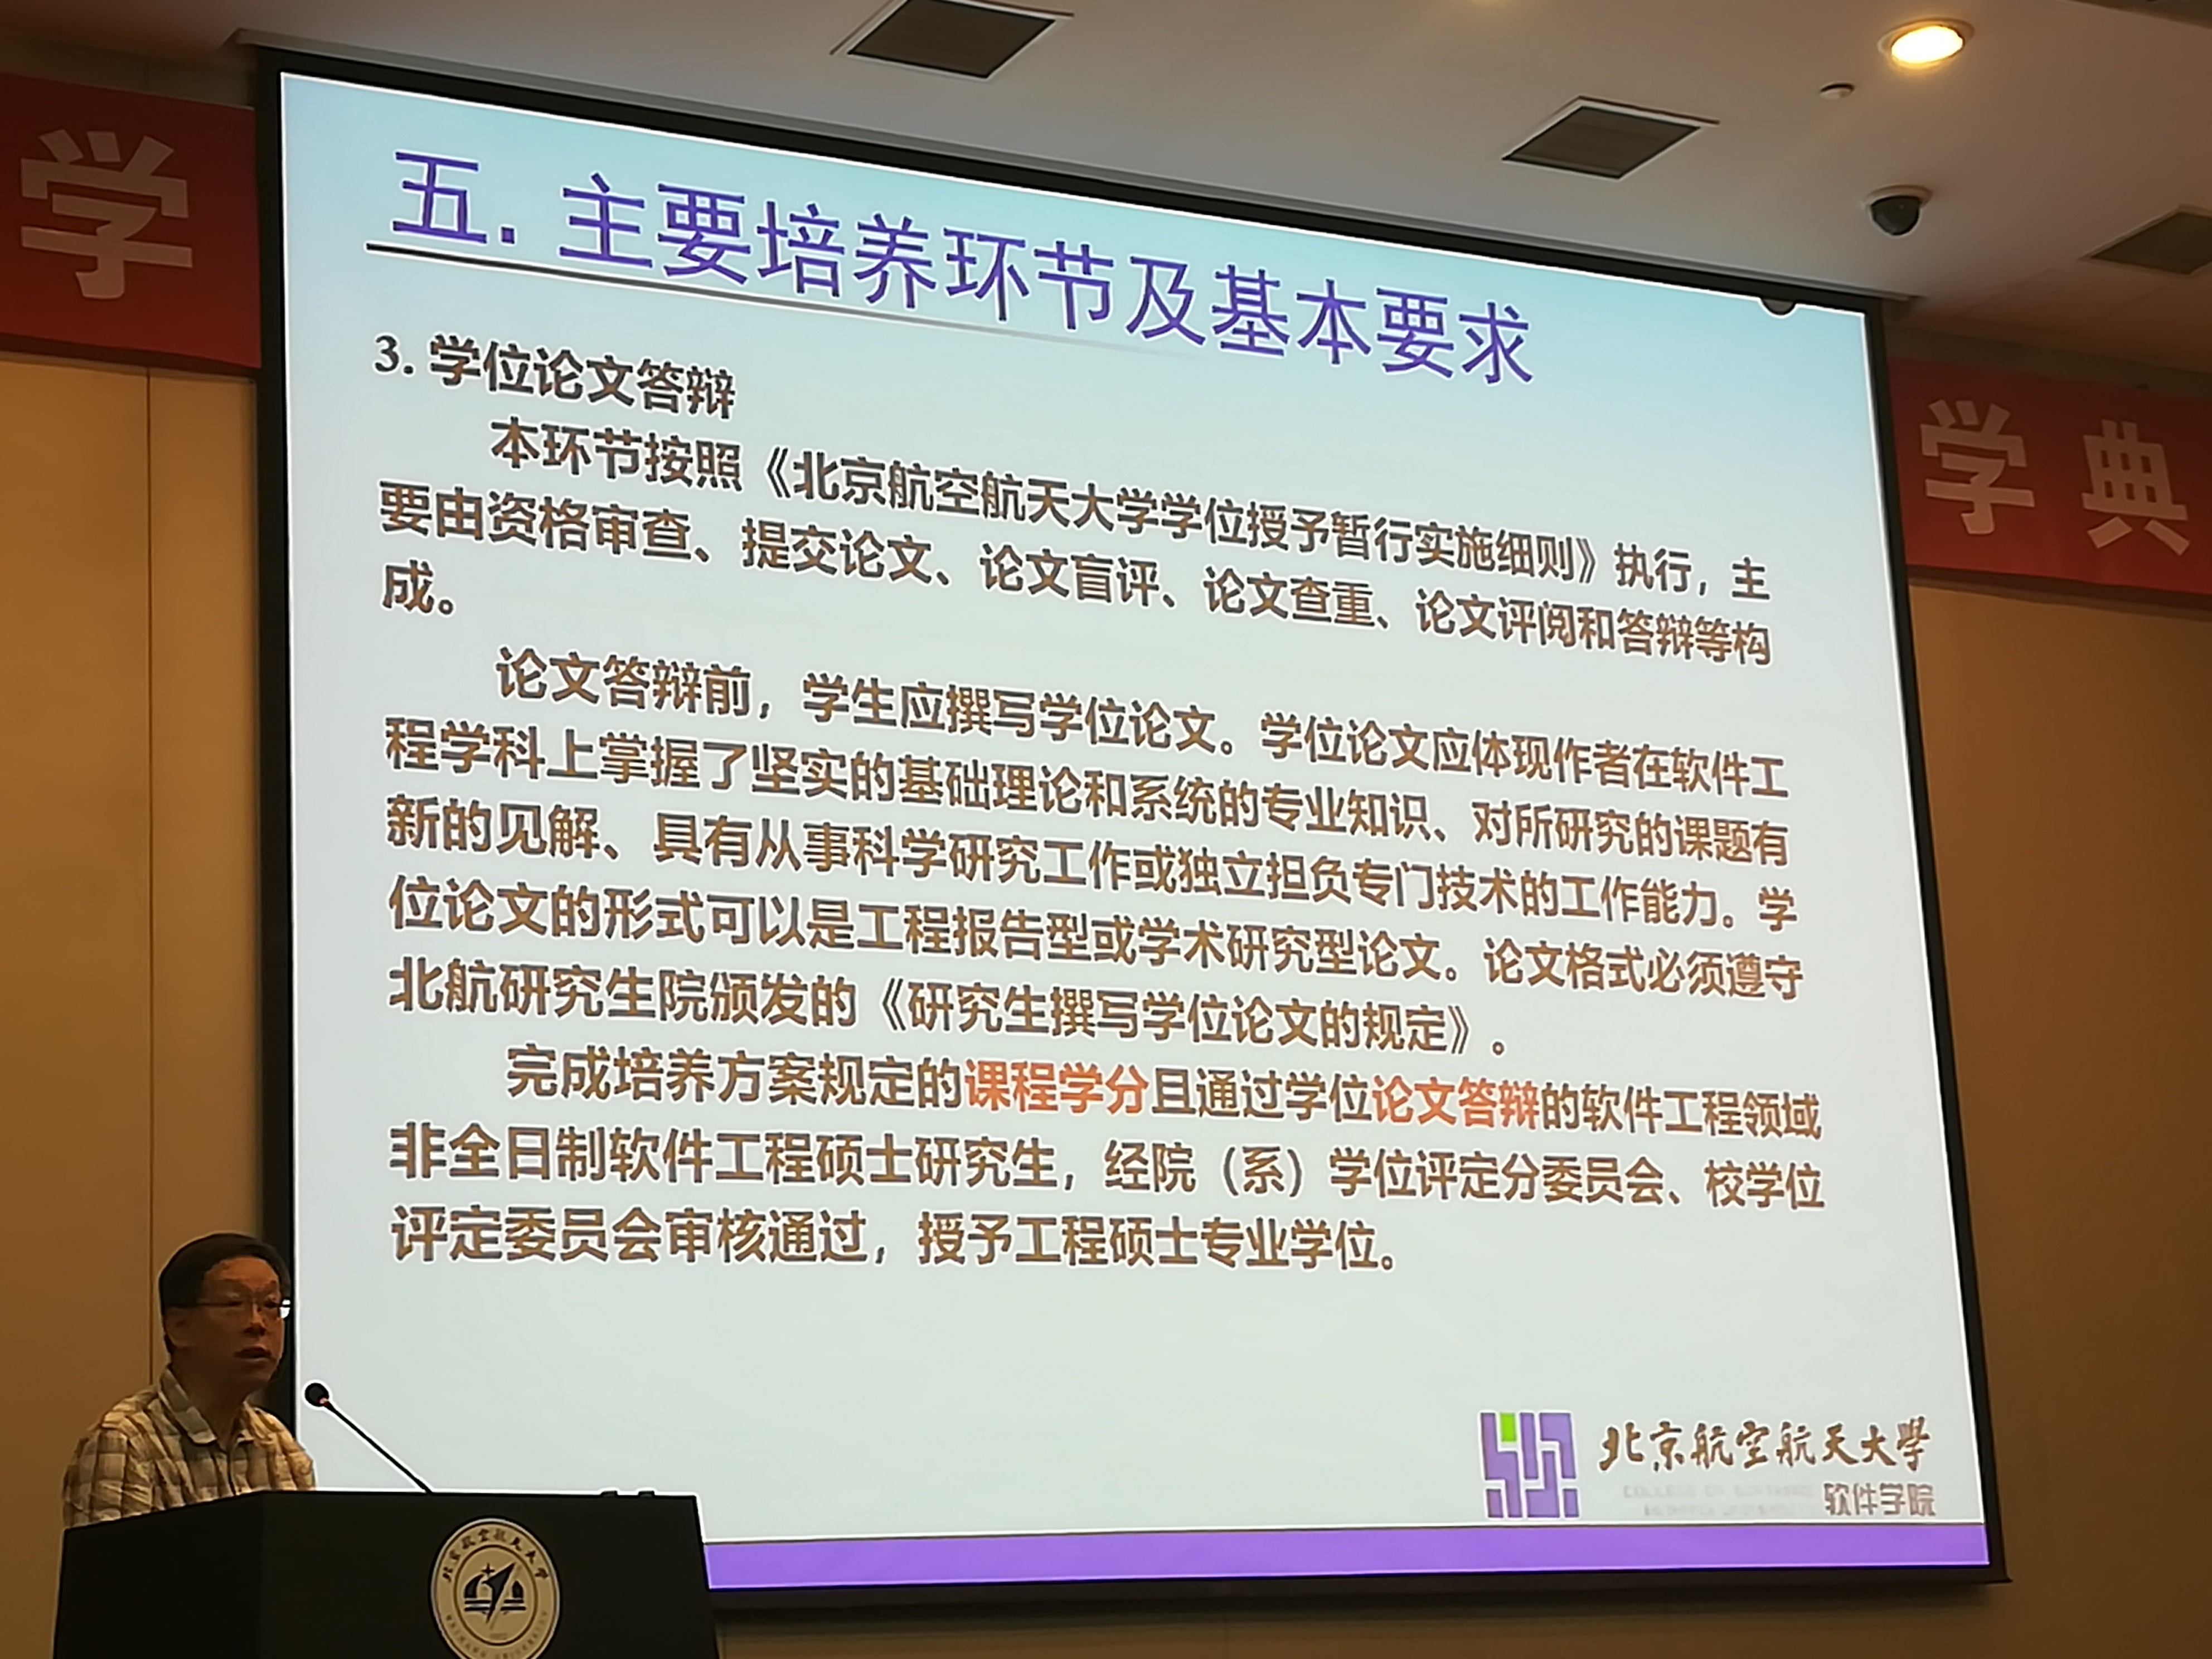 学
学典
五. 主要培养环节及基本要求
3. 学位论文答辩
本环节按照《北京航空航天大学学位授予暂行实施细则》执行，主
要由资格审查、提交论文、论文盲评、论文查重、论文评阅和答辩等构
成。
论文答辩前，学生应撰写学位论文。学位论文应体现作者在软件工
程学科上掌握了坚实的基础理论和系统的专业知识、对所研究的课题有
新的见解、具有从事科学研究工作或独立担负专门技术的工作能力。学
位论文的形式可以是工程报告型或学术研究型论文。论文格式必须遵守
北航研究生院颁发的《研究生撰写学位论文的规定》。
完成培养方案规定的课程学分且通过学位论文答辩的软件工程领域
非全日制软件工程硕士研究生，经院（系）学位评定分委员会、校学位
评定委员会审核通过，授予工程硕士专业学位。
北京航空航天大學
软件学院
北京航空航天大学